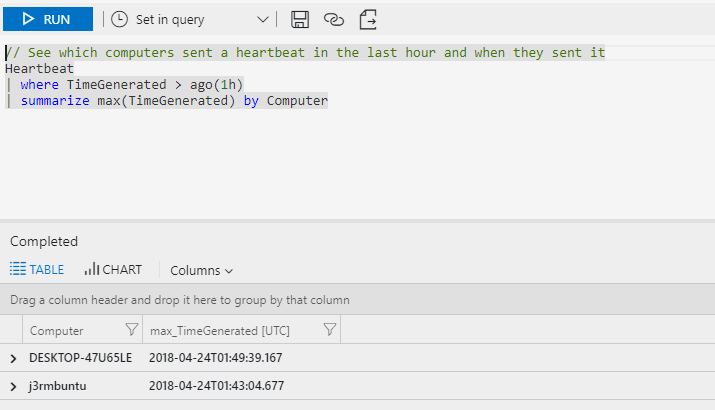 RUN Set in query
// See which computers sent a heartbeat in the last hour and when they sent it
Heartbeat
| where TimeGenerated > ago(1h)
| summarize max(TimeGenerated) by Computer
Completed
TABLE CHART Columns
Drag a column header and drop it here to group by that column
Computer max_TimeGenerated [UTC]
DESKTOP-47U65LE 2018-04-24T01:49:39.167
j3rmbuntu 2018-04-24T01:43:04.677